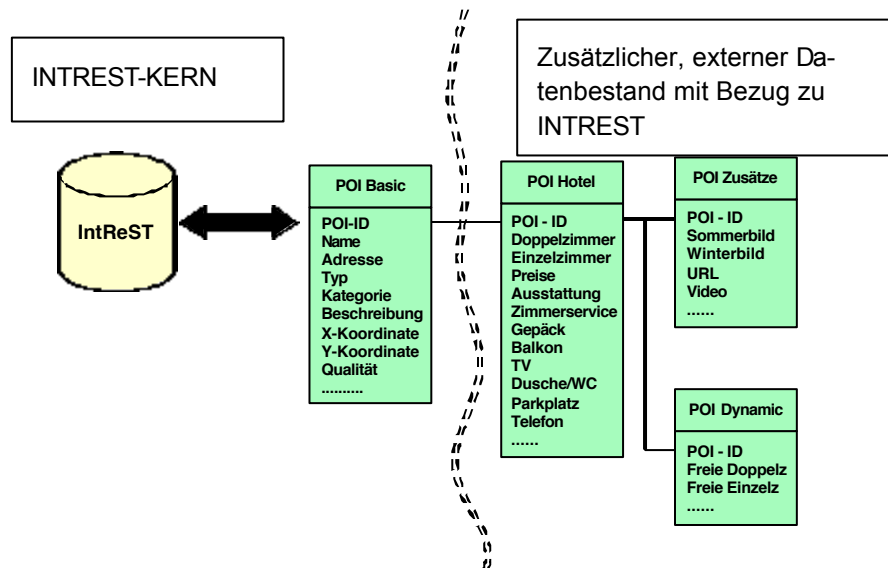 INTREST-KERN
Zusätzlicher, externer Da-
tenbestand mit Bezug zu
INTREST
IntReST
POI Basic
POI-ID
Name
Adresse
Typ
Kategorie
Beschreibung
X-Koordinate
Y-Koordinate
Qualität
..........
POI Hotel
POI - ID
Doppelzimmer
Einzelzimmer
Preise
Ausstattung
Zimmerservice
Gepäck
Balkon
TV
Dusche/WC
Parkplatz
Telefon
......
POI Zusätze
POI - ID
Sommerbild
Winterbild
URL
Video
......
POI Dynamic
POI - ID
Freie Doppelz
Freie Einzelz
......